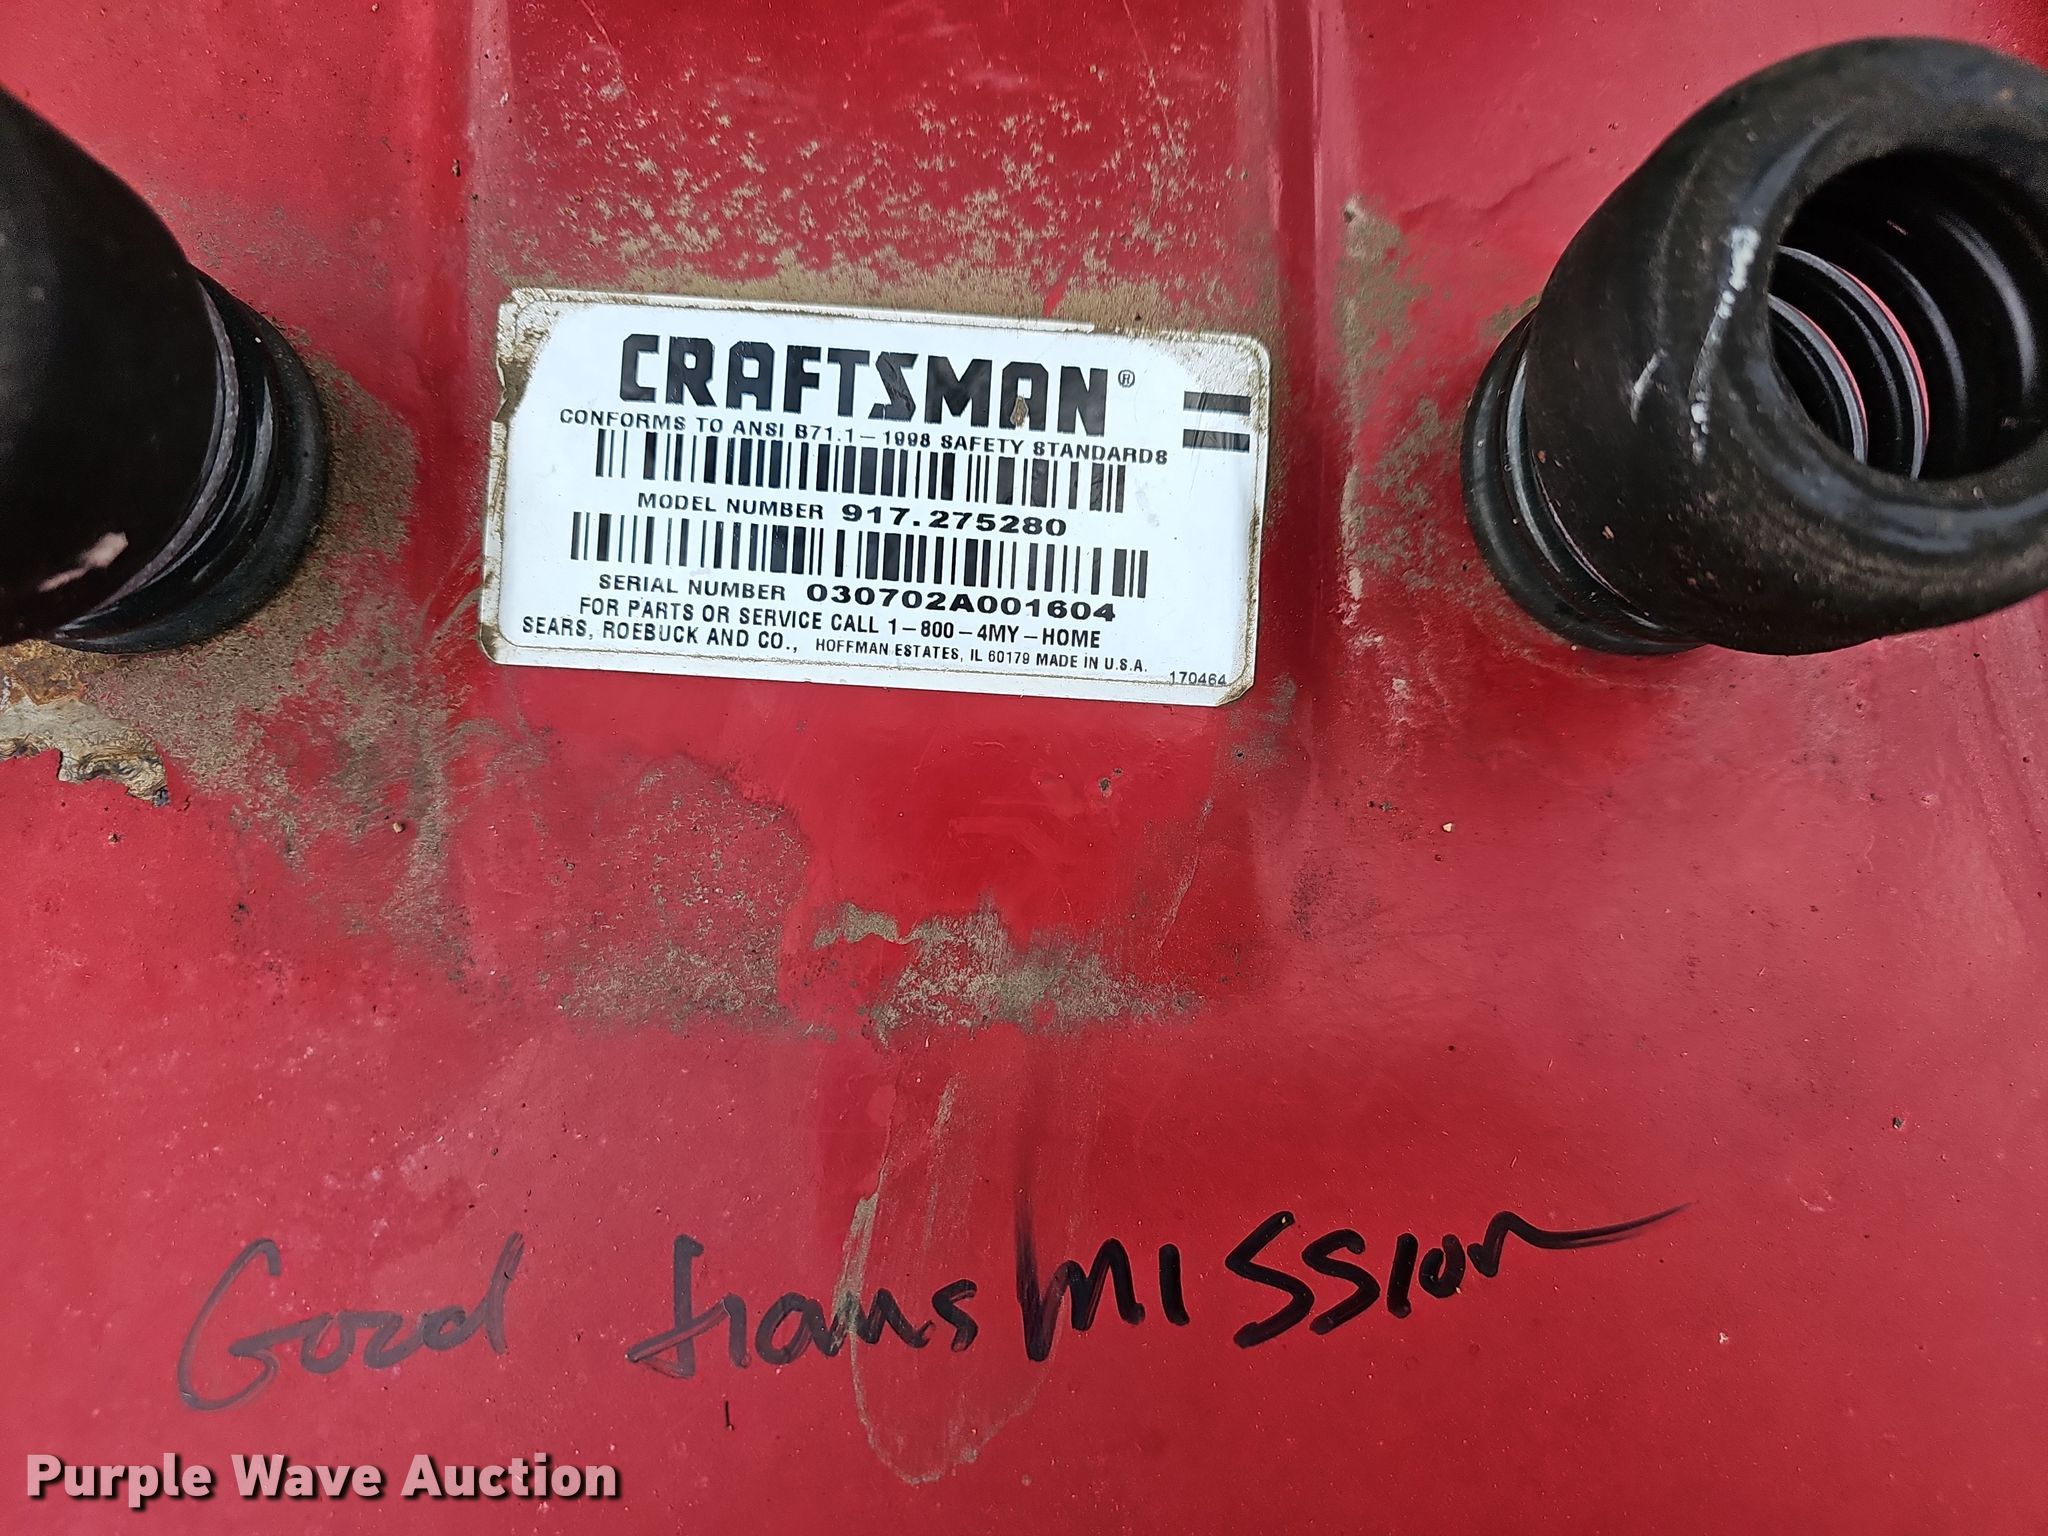 CRAFTSMAN®
CONFORMS TO ANSI B71.1-1998 SAFETY STANDARDS
MODEL NUMBER 917.275280
SERIAL NUMBER 030702A001604
FOR PARTS OR SERVICE CALL 1-800-4MY-HOME
SEARS, ROEBUCK AND CO., HOFFMAN ESTATES, IL 60179 MADE IN U.S.A.
170464
Good transmission
Purple Wave Auction